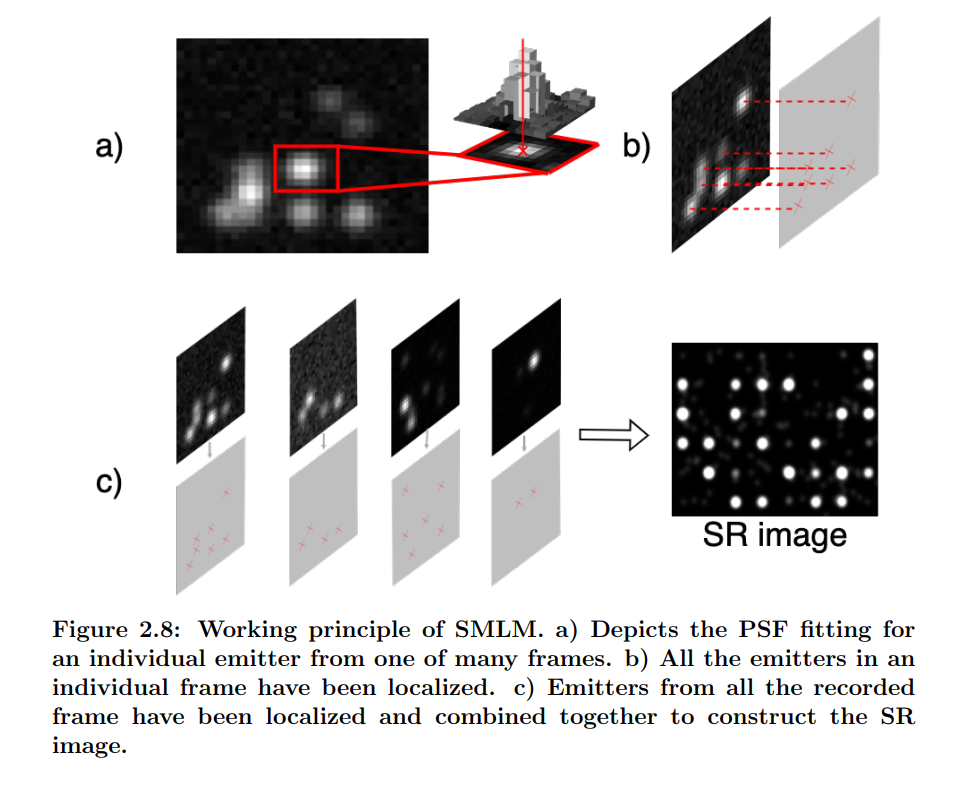 a)
b)
c)
SR image
Figure 2.8: Working principle of SMLM. a) Depicts the PSF fitting for
an individual emitter from one of many frames. b) All the emitters in an
individual frame have been localized. c) Emitters from all the recorded
frame have been localized and combined together to construct the SR
image.